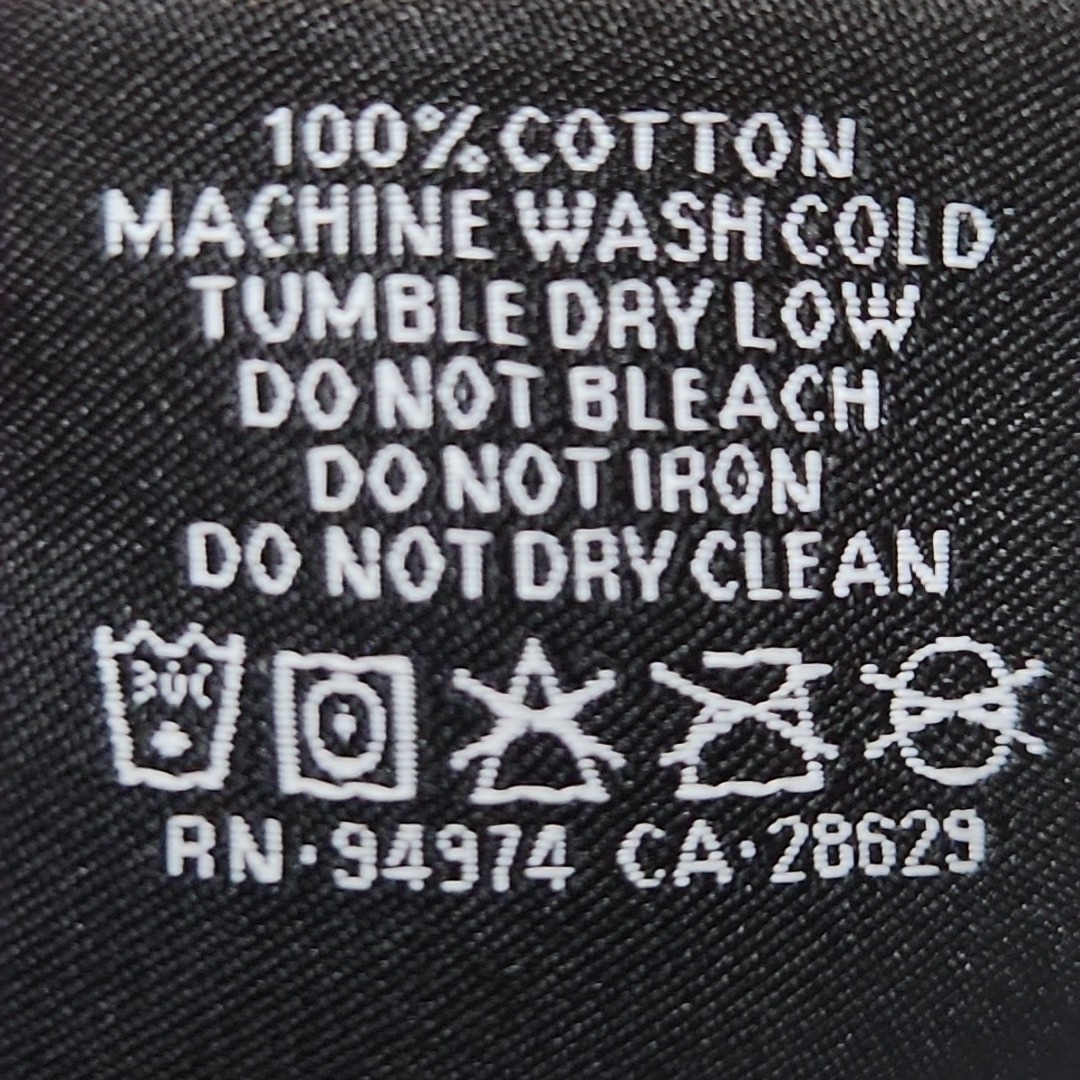 100% COTTON
MACHINE WASH COLD
TUMBLE DRY LOW
DO NOT BLEACH
DO NOT IRON
DO NOT DRY CLEAN
30C
RN·94974 CA·28629